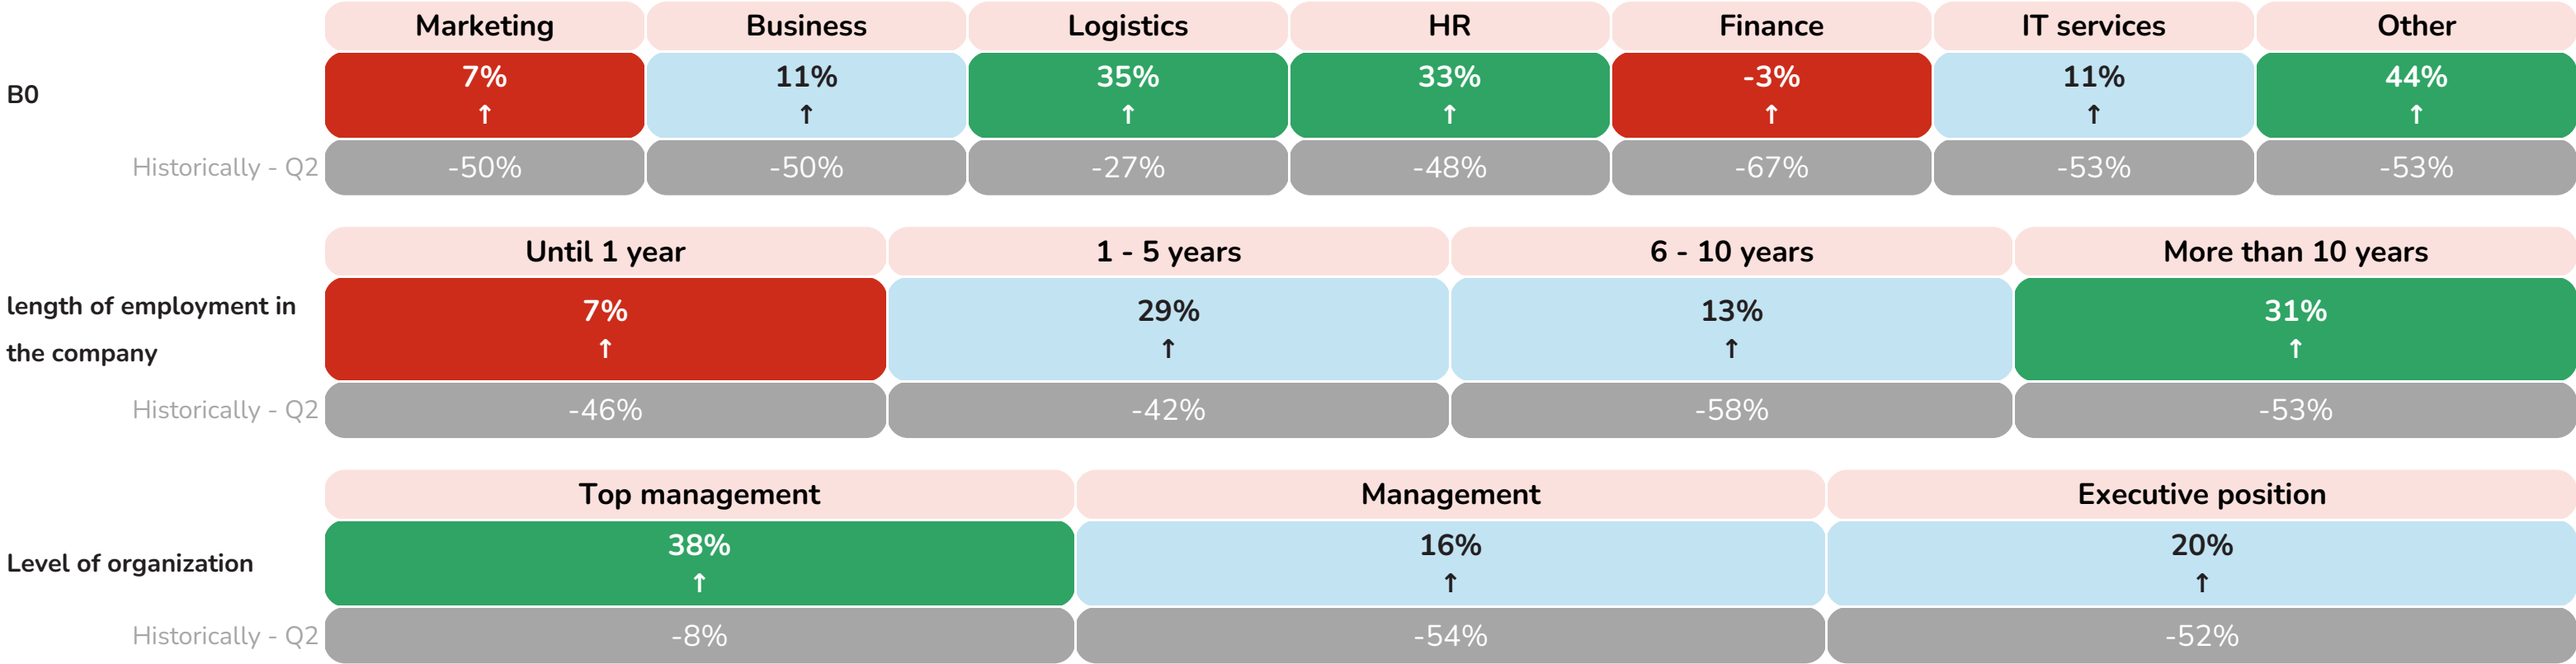 Marketing Business Logistics HR Finance IT services Other
B0
7% 11% 35% 33% -3% 11% 44%
↑ ↑ ↑ ↑ ↑ ↑ ↑
Historically - Q2 -50% -50% -27% -48% -67% -53% -53%
Until 1 year 1 - 5 years 6 - 10 years More than 10 years
length of employment in
the company
7% 29% 13% 31%
↑ ↑ ↑ ↑
Historically - Q2 -46% -42% -58% -53%
Top management Management Executive position
Level of organization
38% 16% 20%
↑ ↑ ↑
Historically - Q2 -8% -54% -52%